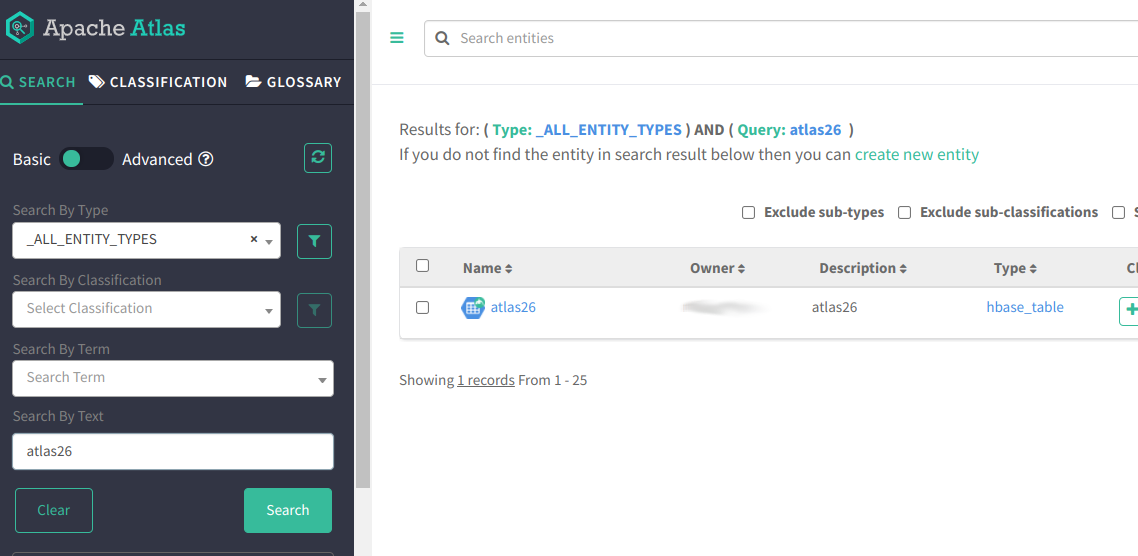 Apache Atlas
SEARCH CLASSIFICATION GLOSSARY
Basic Advanced
Search By Type
_ALL_ENTITY_TYPES ×
Search By Classification
Select Classification
Search By Term
Search Term
Search By Text
atlas26
Clear Search
Search entities
Results for: ( Type: _ALL_ENTITY_TYPES ) AND ( Query: atlas26 )
If you do not find the entity in search result below then you can create new entity
Exclude sub-types Exclude sub-classifications
Name Owner Description Type
atlas26 atlas26 hbase_table
Showing 1 records From 1 - 25